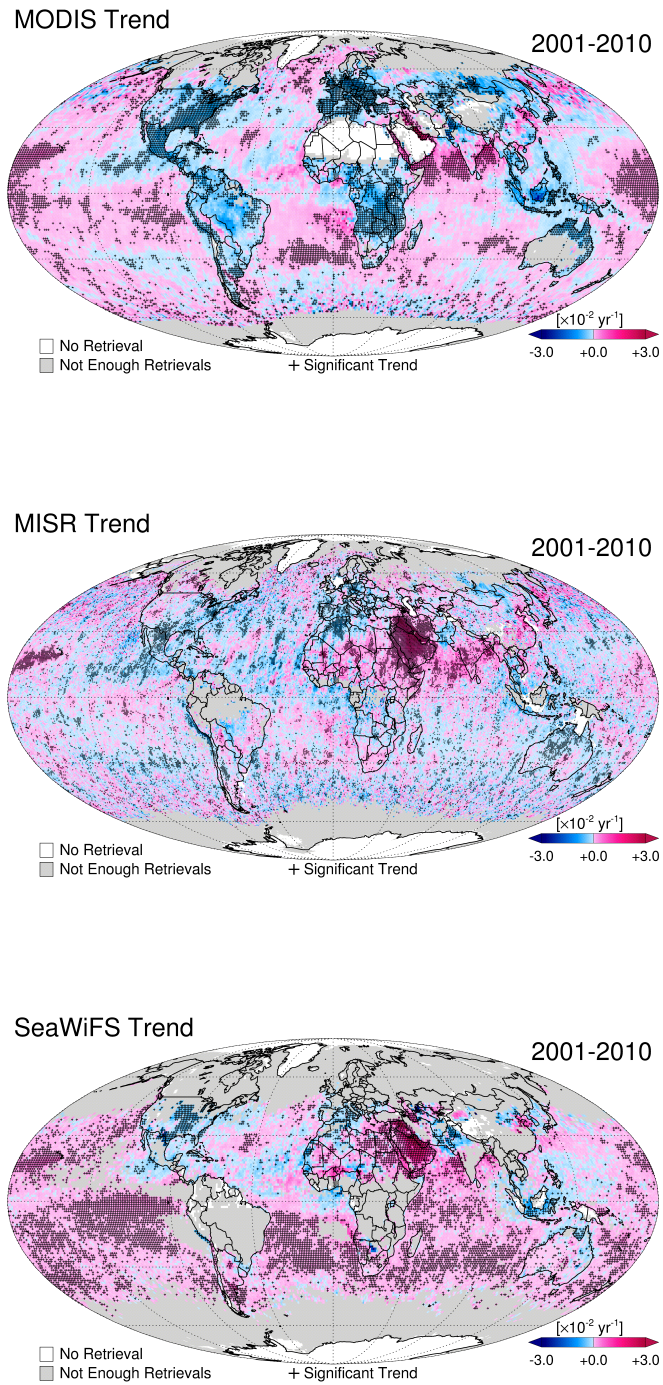 MODIS Trend
2001-2010
[×10⁻² yr⁻¹]
No Retrieval
Not Enough Retrievals
+ Significant Trend
-3.0 +0.0 +3.0
MISR Trend
2001-2010
[×10⁻² yr⁻¹]
No Retrieval
Not Enough Retrievals
+ Significant Trend
-3.0 +0.0 +3.0
SeaWiFS Trend
2001-2010
[×10⁻² yr⁻¹]
No Retrieval
Not Enough Retrievals
+ Significant Trend
-3.0 +0.0 +3.0